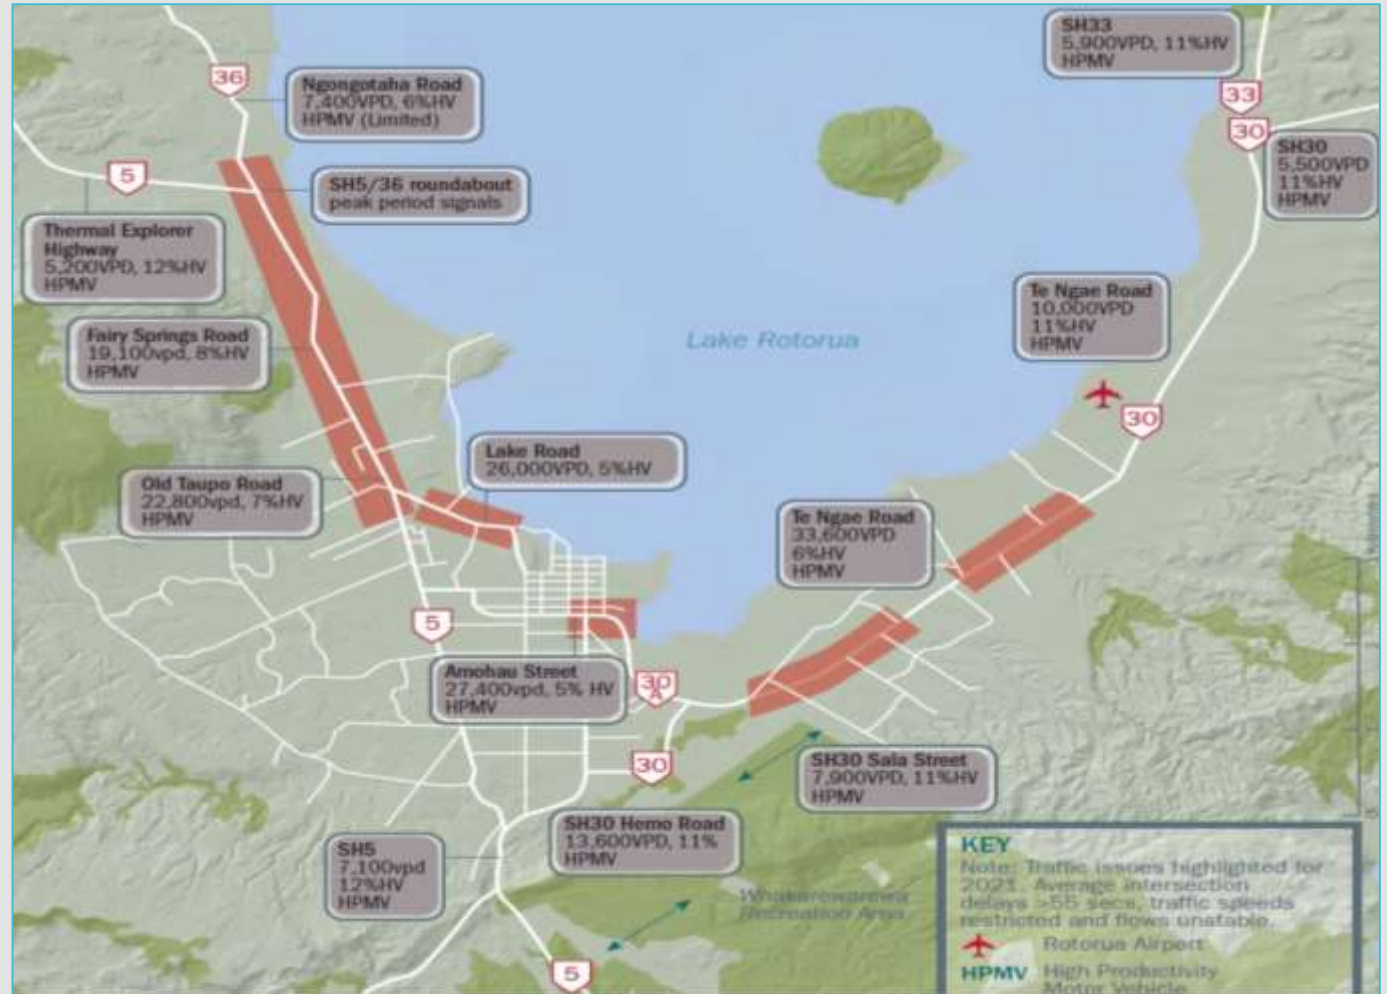 SH33
5,900VPD, 11%HV
HPMV
36
Ngongotaha Road
7,400VPD, 6%HV
HPMV (Limited)
33
30
SH30
5,500VPD
11%HV
HPMV
5
SH5/36 roundabout
peak period signals
Thermal Explorer
Highway
5,200VPD, 12%HV
HPMV
Te Ngae Road
10,000VPD
11%HV
HPMV
Fairy Springs Road
19,100vpd, 8%HV
HPMV
Lake Rotorua
30
Lake Road
26,000VPD, 5%HV
Old Taupo Road
22,800vpd, 7%HV
HPMV
Te Ngae Road
33,600VPD
6%HV
HPMV
5
Amohau Street
27,400vpd, 5% HV
HPMV
30
A
30
SH30 Sala Street
7,900VPD, 11%HV
HPMV
SH30 Hemo Road
13,600VPD, 11%
HPMV
SH5
7,100vpd
12%HV
HPMV
Whakarewarewa
Recreation Area
5
KEY
Note: Traffic issues highlighted for
2021. Average intersection
delays >55 secs, traffic speeds
restricted and flows unstable.
Rotorua Airport
HPMV High Productivity
Motor Vehicle